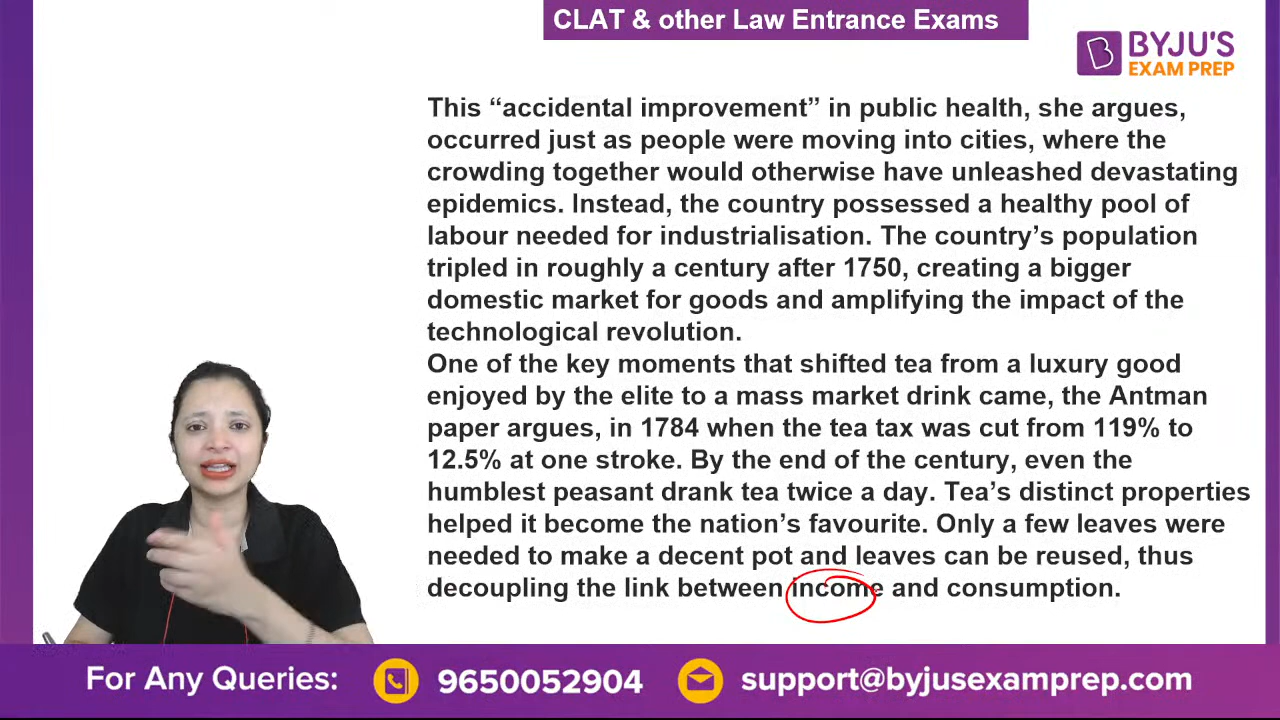 CLAT & other Law Entrance Exams
BYJU'S
EXAM PREP
This “accidental improvement” in public health, she argues,
occurred just as people were moving into cities, where the
crowding together would otherwise have unleashed devastating
epidemics. Instead, the country possessed a healthy pool of
labour needed for industrialisation. The country’s population
tripled in roughly a century after 1750, creating a bigger
domestic market for goods and amplifying the impact of the
technological revolution.
One of the key moments that shifted tea from a luxury good
enjoyed by the elite to a mass market drink came, the Antman
paper argues, in 1784 when the tea tax was cut from 119% to
12.5% at one stroke. By the end of the century, even the
humblest peasant drank tea twice a day. Tea’s distinct properties
helped it become the nation’s favourite. Only a few leaves were
needed to make a decent pot and leaves can be reused, thus
decoupling the link between income and consumption.
For Any Queries:
9650052904
support@byjusexamprep.com